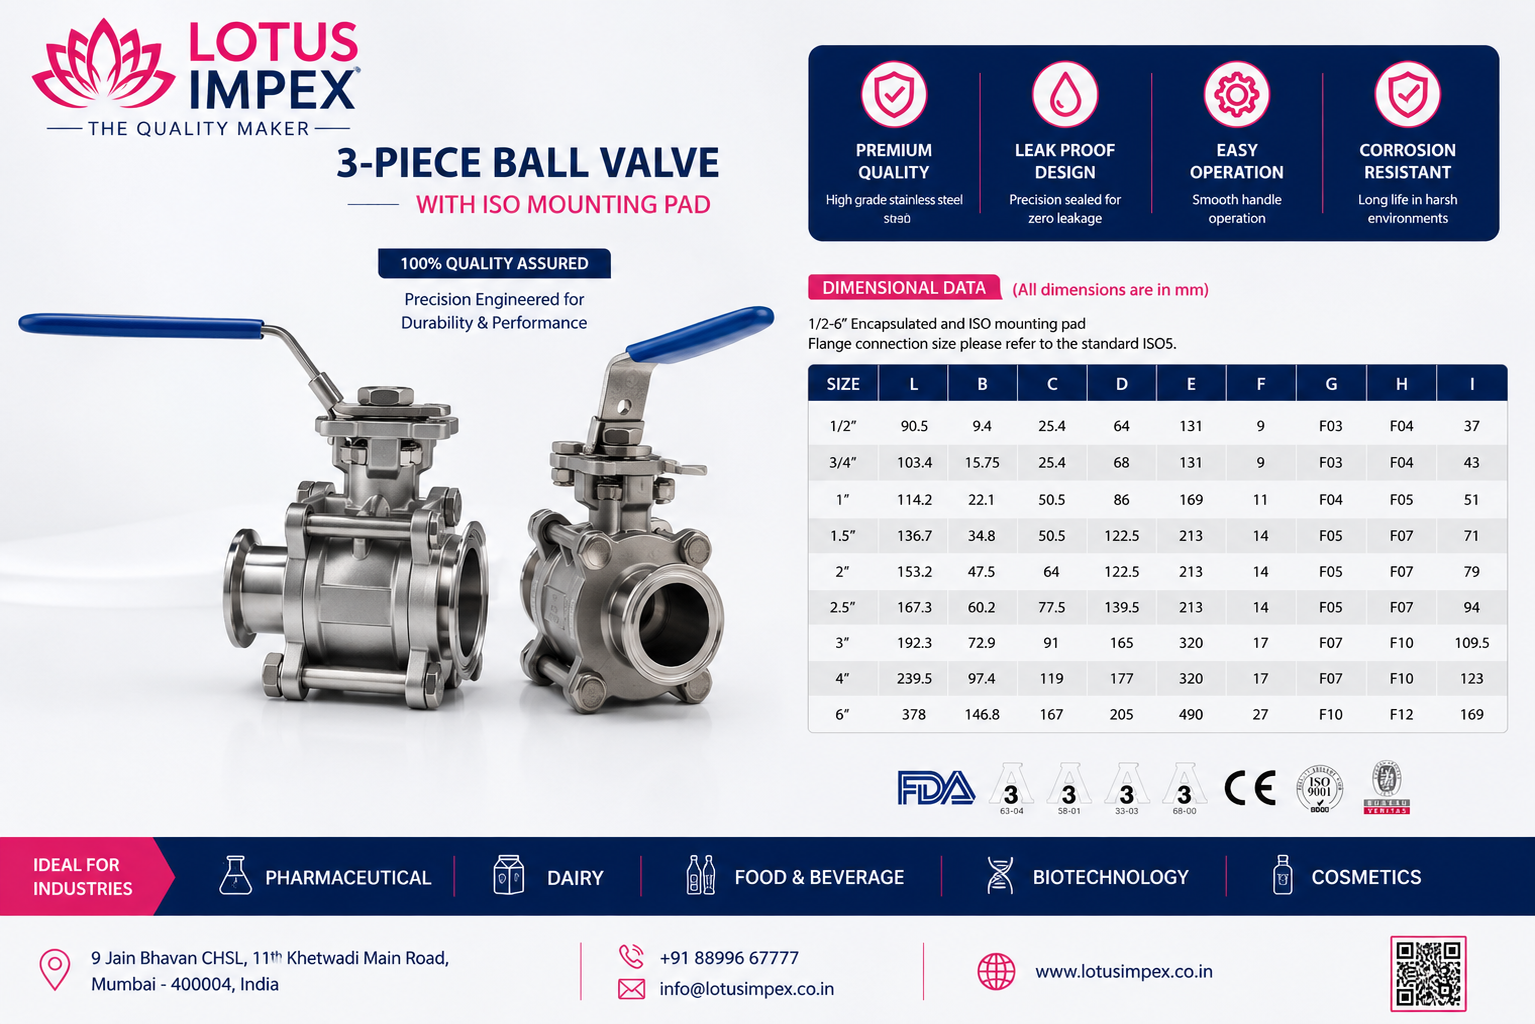 LOTUS
IMPEX
THE QUALITY MAKER
3-PIECE BALL VALVE
WITH ISO MOUNTING PAD
100% QUALITY ASSURED
Precision Engineered for
Durability & Performance
PREMIUM
QUALITY
High grade stainless steel
LEAK PROOF
DESIGN
Precision sealed for
zero leakage
EASY
OPERATION
Smooth handle
operation
CORROSION
RESISTANT
Long life in harsh
environments
DIMENSIONAL DATA (All dimensions are in mm)
1/2-6” Encapsulated and ISO mounting pad
Flange connection size please refer to the standard ISO5.
SIZE L B C D E F G H I
1/2” 90.5 9.4 25.4 64 131 9 F03 F04 37
3/4” 103.4 15.75 25.4 68 131 9 F03 F04 43
1” 114.2 22.1 50.5 86 169 11 F04 F05 51
1.5” 136.7 34.8 50.5 122.5 213 14 F05 F07 71
2” 153.2 47.5 64 122.5 213 14 F05 F07 79
2.5” 167.3 60.2 77.5 139.5 213 14 F05 F07 94
3” 192.3 72.9 91 165 320 17 F07 F10 109.5
4” 239.5 97.4 119 177 320 17 F07 F10 123
6” 378 146.8 167 205 490 27 F10 F12 169
FDA
3 3 3 3
63-04 58-01 33-03 68-00
CE
ISO
9001
BUREAU
VERITAS
IDEAL FOR
INDUSTRIES
PHARMACEUTICAL
DAIRY
FOOD & BEVERAGE
BIOTECHNOLOGY
COSMETICS
9 Jain Bhavan CHSL, 11th Khetwadi Main Road,
Mumbai - 400004, India
+91 88996 67777
info@lotusimpex.co.in
www.lotusimpex.co.in